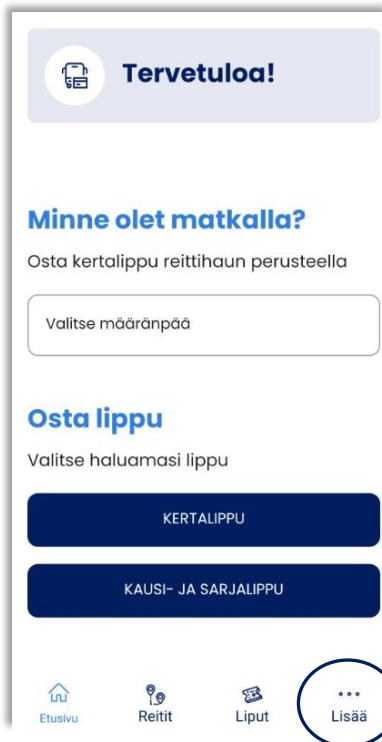 Tervetuloa!
Minne olet matkalla?
Osta kertalippu reittihaun perusteella
Valitse määränpää
Osta lippu
Valitse haluamasi lippu
KERTALIPPU
KAUSI- JA SARJALIPPU
Etusivu Reitit Liput Lisää